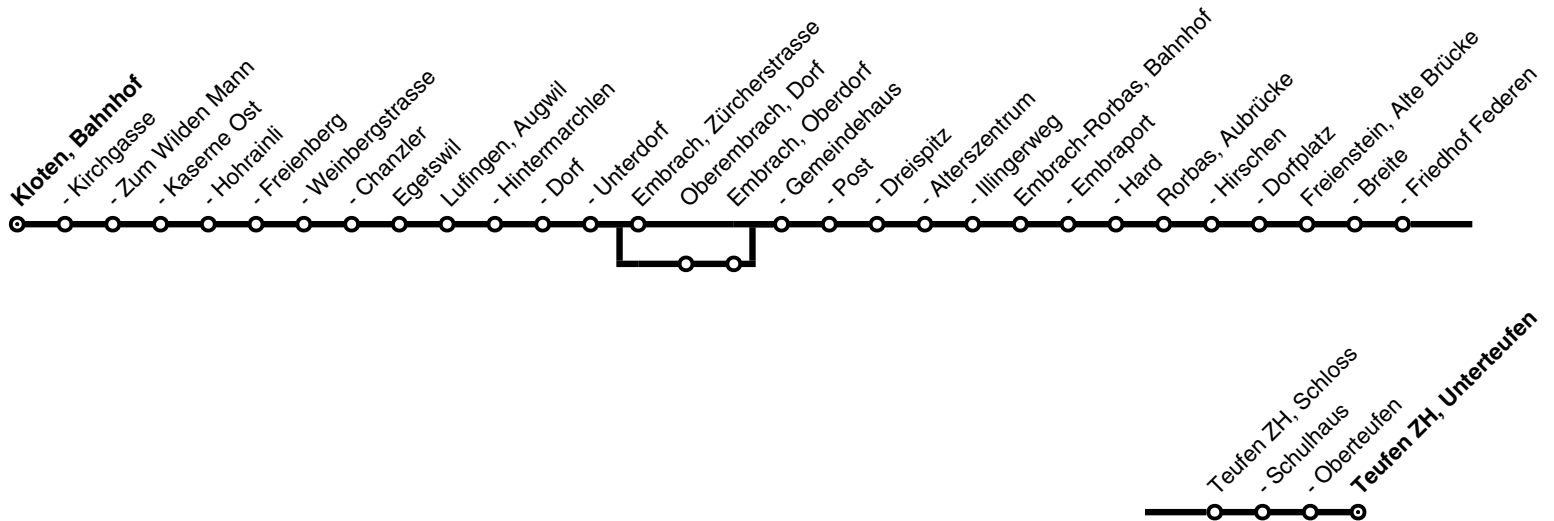 Kloten, Bahnhof
- Kirchgasse
- Zum Wilden Mann
- Kaserne Ost
- Hohrainli
- Freienberg
- Weinbergstrasse
- Chanzler
Egetswil
Lufingen, Augwil
- Hintermarchlen
- Dorf
- Unterdorf
Embrach, Zürcherstrasse
Oberembrach, Dorf
Embrach, Oberdorf
- Gemeindehaus
- Post
- Dreispitz
- Alterszentrum
- Illingerweg
Embrach-Rorbas, Bahnhof
- Embraport
- Hard
Rorbas, Aubrücke
- Hirschen
- Dorfplatz
Freienstein, Alte Brücke
- Breite
- Friedhof Federen
Teufen ZH, Schloss
- Schulhaus
- Oberteufen
Teufen ZH, Unterteufen